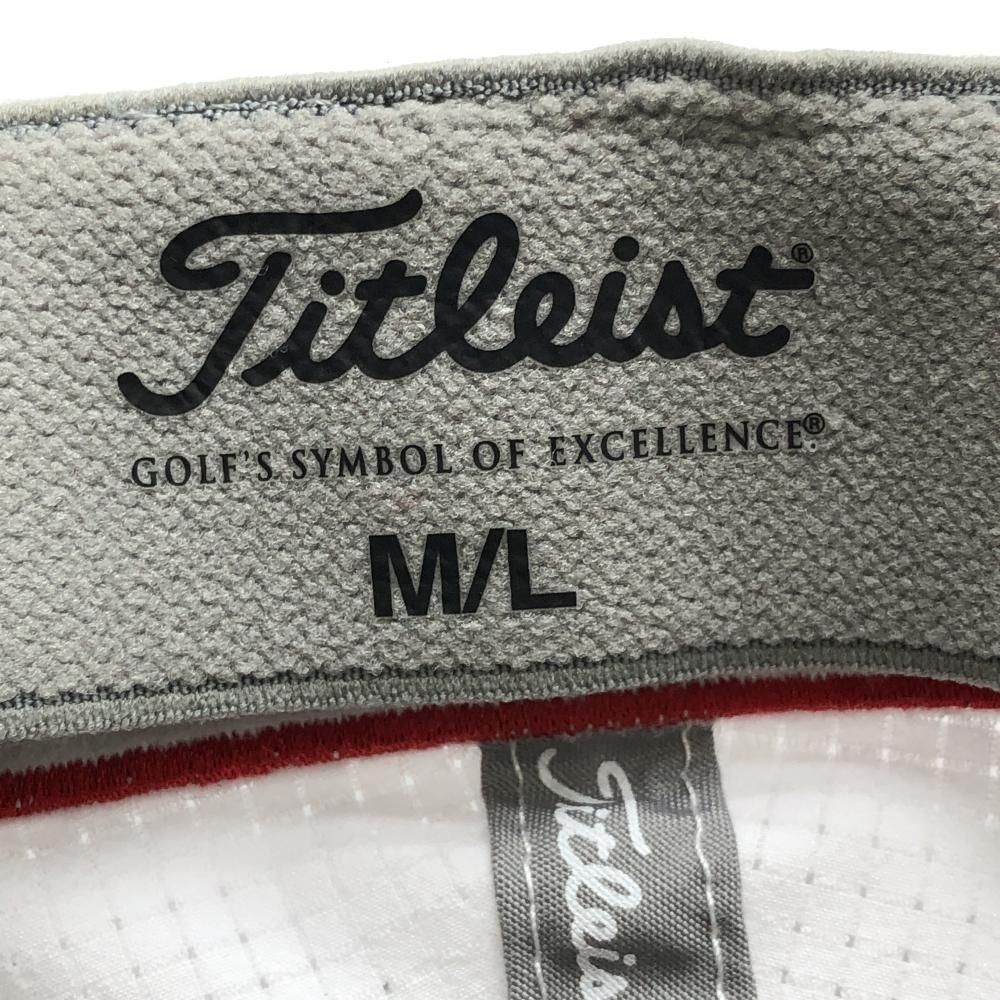 Titleist®
GOLF'S SYMBOL OF EXCELLENCE®
M/L
Titleis